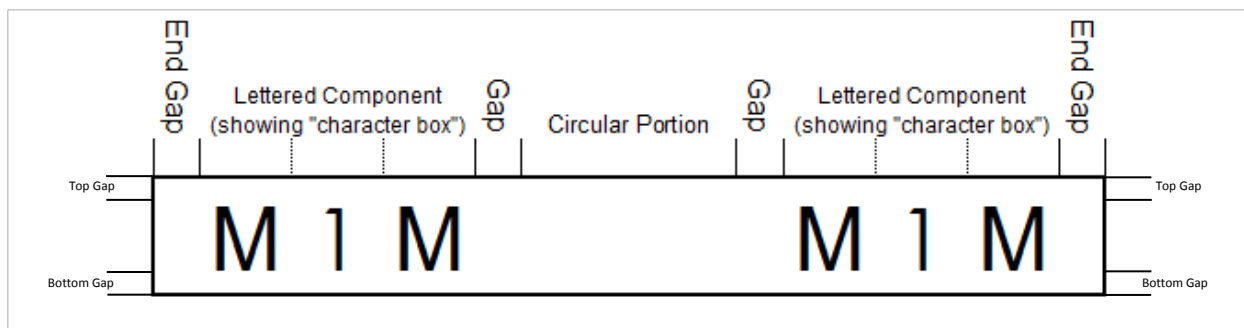 End Gap
Lettered Component
(showing "character box")
Gap
Circular Portion
Gap
Lettered Component
(showing "character box")
End Gap
Top Gap
Top Gap
M 1 M
M 1 M
Bottom Gap
Bottom Gap